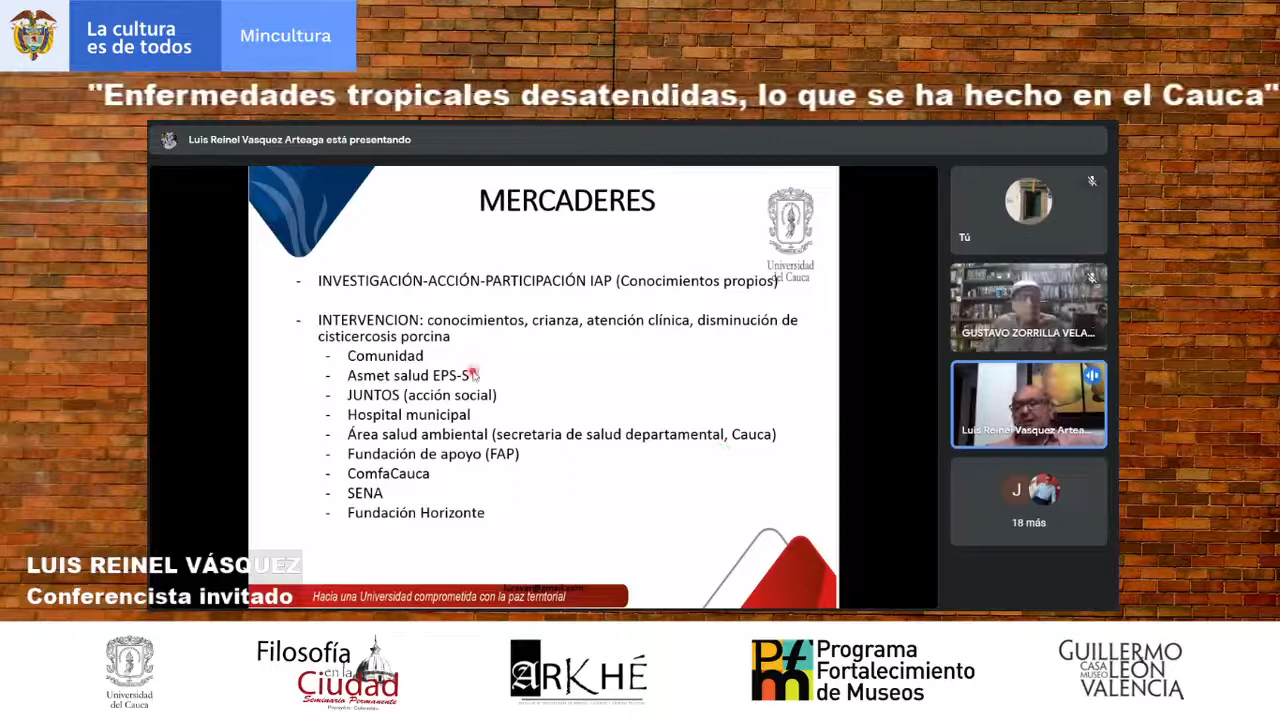 La cultura
es de todos
Mincultura
"Enfermedades tropicales desatendidas, lo que se ha hecho en el Cauca"
Luis Reinel Vasquez Arteaga está presentando
MERCADERES
Universidad
del Cauca
- INVESTIGACIÓN-ACCIÓN-PARTICIPACIÓN IAP (Conocimientos propios)
- INTERVENCION: conocimientos, crianza, atención clínica, disminución de
cisticercosis porcina
- Comunidad
- Asmet salud EPS-S
- JUNTOS (acción social)
- Hospital municipal
- Área salud ambiental (secretaria de salud departamental, Cauca)
- Fundación de apoyo (FAP)
- ComfaCauca
- SENA
- Fundación Horizonte
Hacia una Universidad comprometida con la paz territorial
Tú
GUSTAVO ZORRILLA VELA...
Luis Reinel Vasquez Artea...
J
18 más
LUIS REINEL VÁSQUEZ
Conferencista invitado
Universidad
del Cauca
Filosofía
en la
Ciudad
Seminario Permanente
ARKHÉ
Pfm
Programa
Fortalecimiento
de Museos
GUILLERMO
CASA
MUSEO
LEÓN
VALENCIA